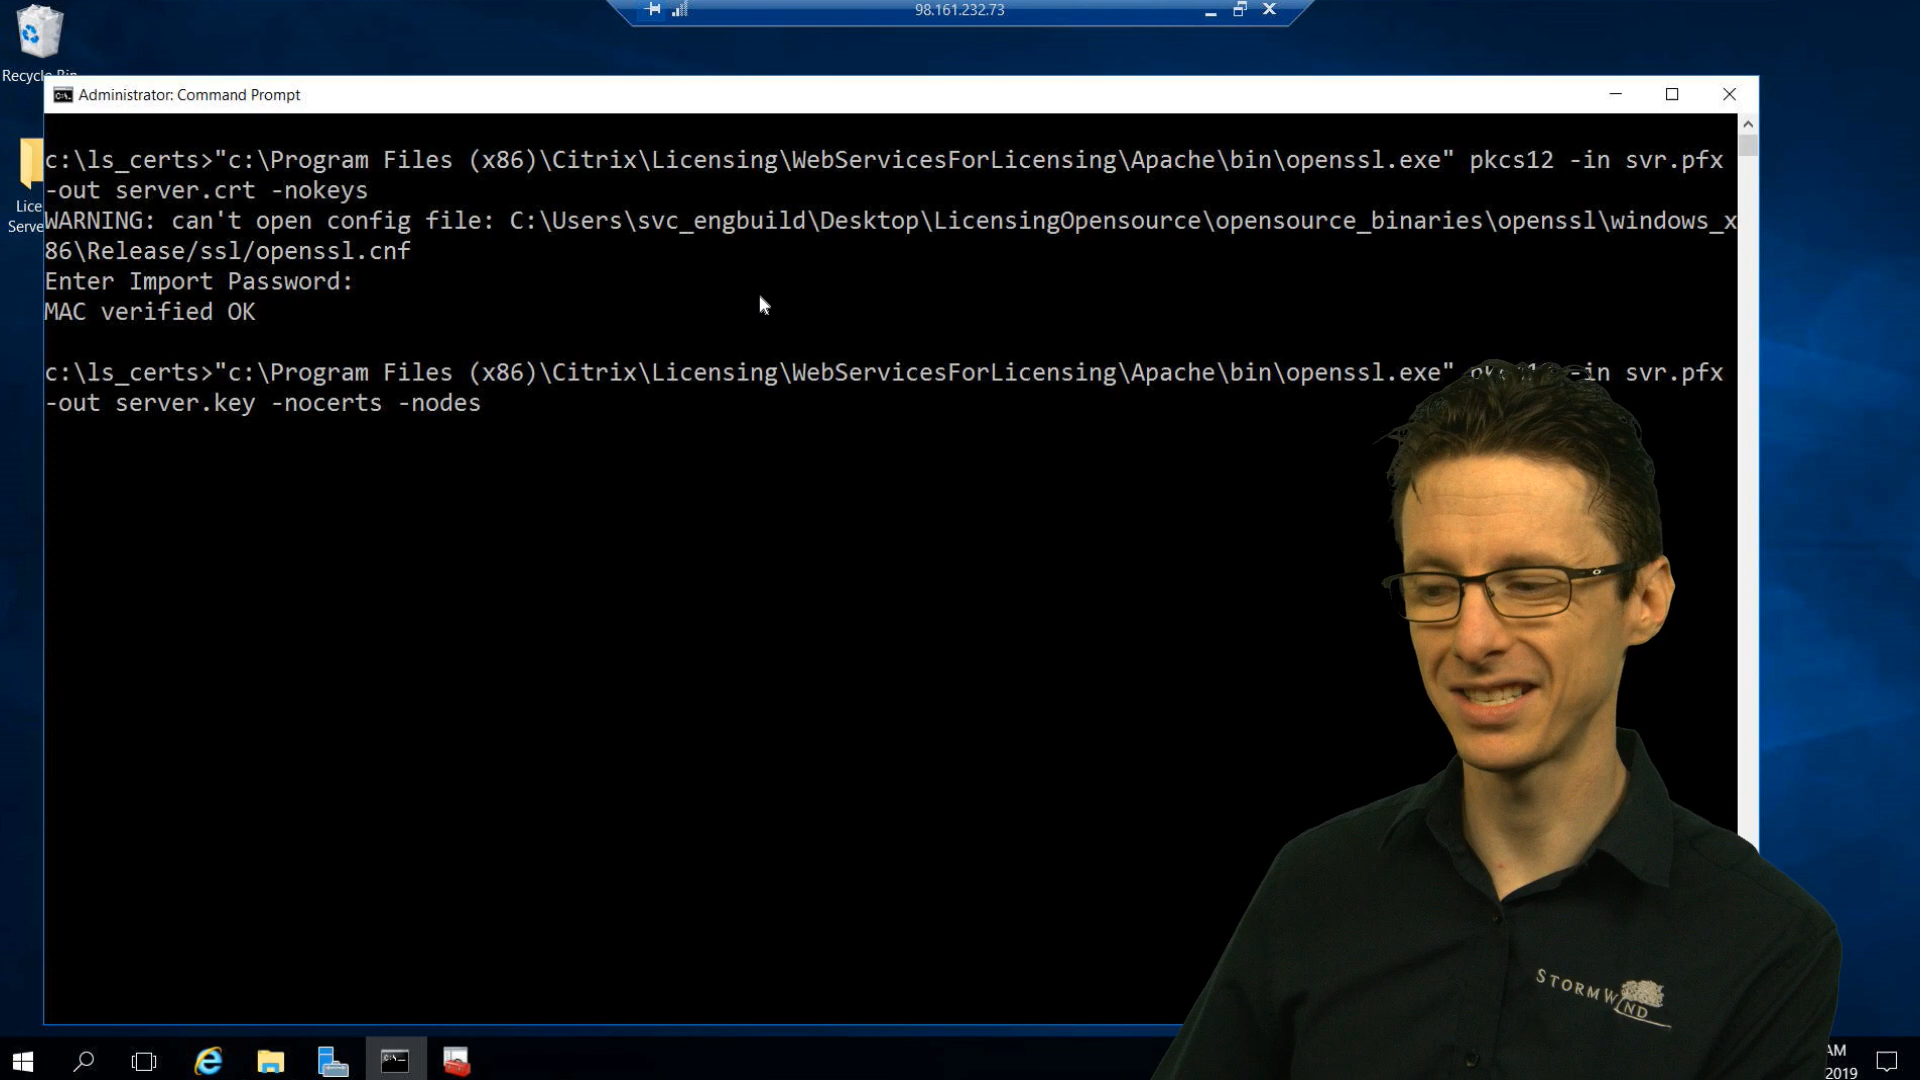 98.161.232.73
Recycle Bin
Administrator: Command Prompt
c:\ls_certs>"c:\Program Files (x86)\Citrix\Licensing\WebServicesForLicensing\Apache\bin\openssl.exe" pkcs12 -in svr.pfx
-out server.crt -nokeys
WARNING: can't open config file: C:\Users\svc_engbuild\Desktop\LicensingOpensource\opensource_binaries\openssl\windows_x
86\Release/ssl/openssl.cnf
Enter Import Password:
MAC verified OK
c:\ls_certs>"c:\Program Files (x86)\Citrix\Licensing\WebServicesForLicensing\Apache\bin\openssl.exe" pkcs12 -in svr.pfx
-out server.key -nocerts -nodes
Lice
Serve
STORMWIND
AM
2019